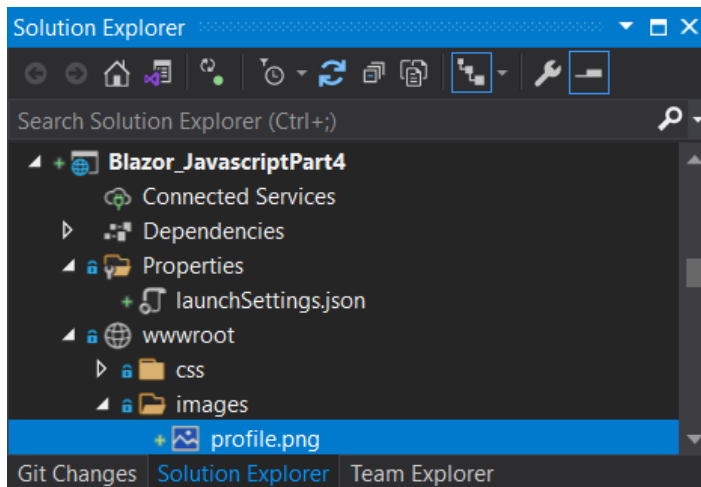 Solution Explorer
Search Solution Explorer (Ctrl+;)
Blazor_JavascriptPart4
Connected Services
Dependencies
Properties
launchSettings.json
wwwroot
css
images
profile.png
Git Changes Solution Explorer Team Explorer